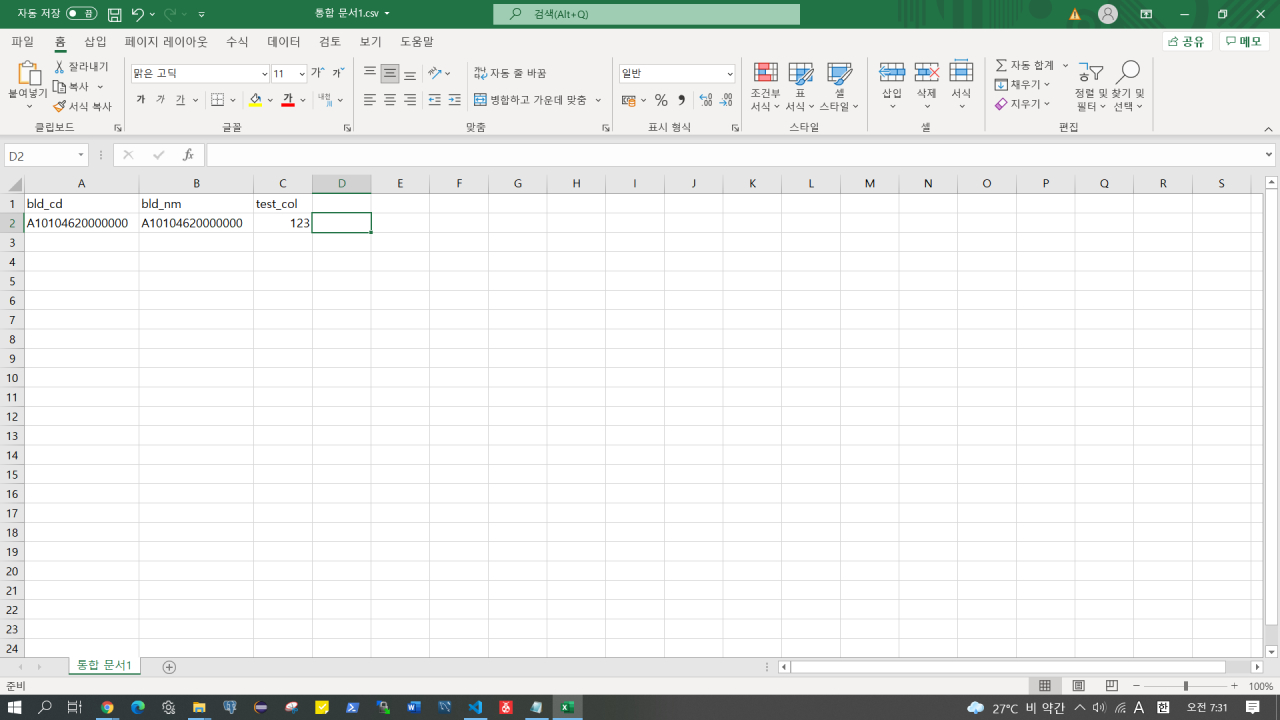 자동 저장 끔 통합 문서1.csv 검색(Alt+Q)
파일 홈 삽입 페이지 레이아웃 수식 데이터 검토 보기 도움말 공유 메모
붙여넣기 잘라내기 복사 서식 복사 클립보드
맑은 고딕 11 가^ 가ˇ 가 가 가 가 내천 글꼴
자동 줄 바꿈 병합하고 가운데 맞춤 맞춤
일반 % 표시 형식
조건부 서식 표 서식 셀 스타일 스타일
삽입 삭제 서식 셀
자동 합계 채우기 지우기 정렬 및 필터 찾기 및 선택 편집
D2 fx
A B C D E F G H I J K L M N O P Q R S
1 bld_cd bld_nm test_col
2 A10104620000000 A10104620000000 123
3
4
5
6
7
8
9
10
11
12
13
14
15
16
17
18
19
20
21
22
23
24
통합 문서1
준비 100%
27°C 비 약간 A 한 오전 7:31